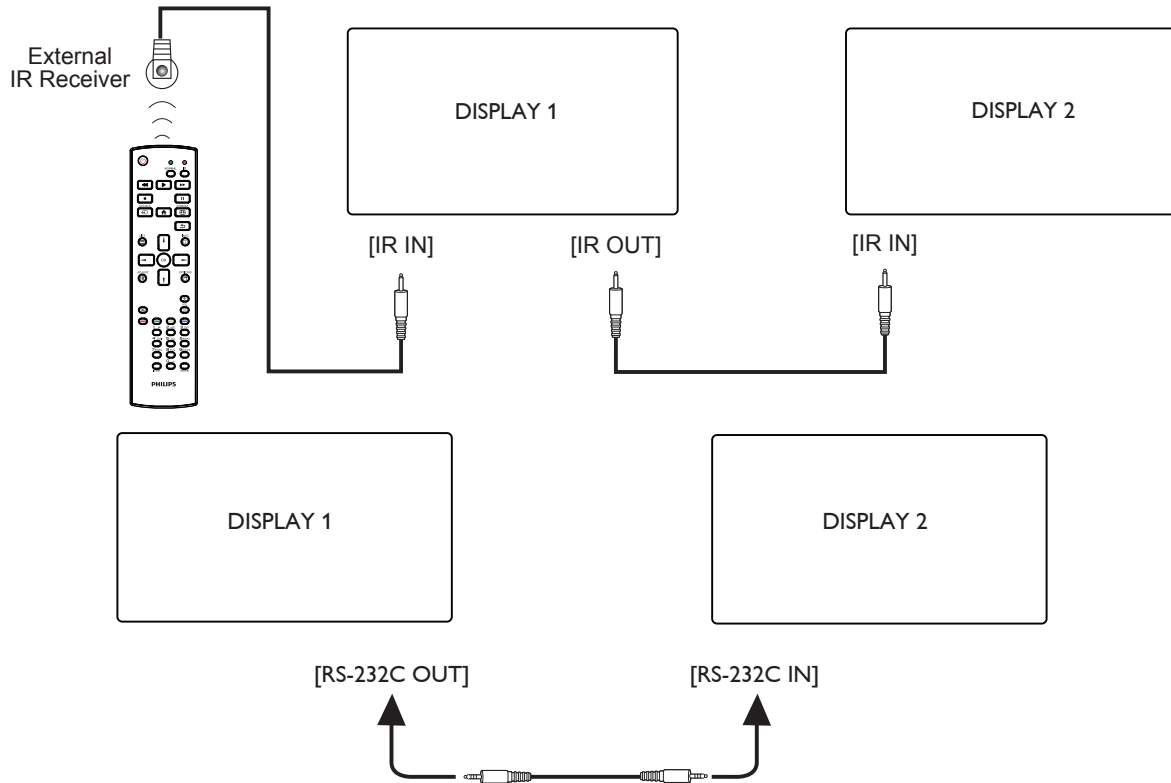 External
IR Receiver
DISPLAY 1
DISPLAY 2
[IR IN]
[IR OUT]
[IR IN]
OK
PHILIPS
DISPLAY 1
DISPLAY 2
[RS-232C OUT]
[RS-232C IN]